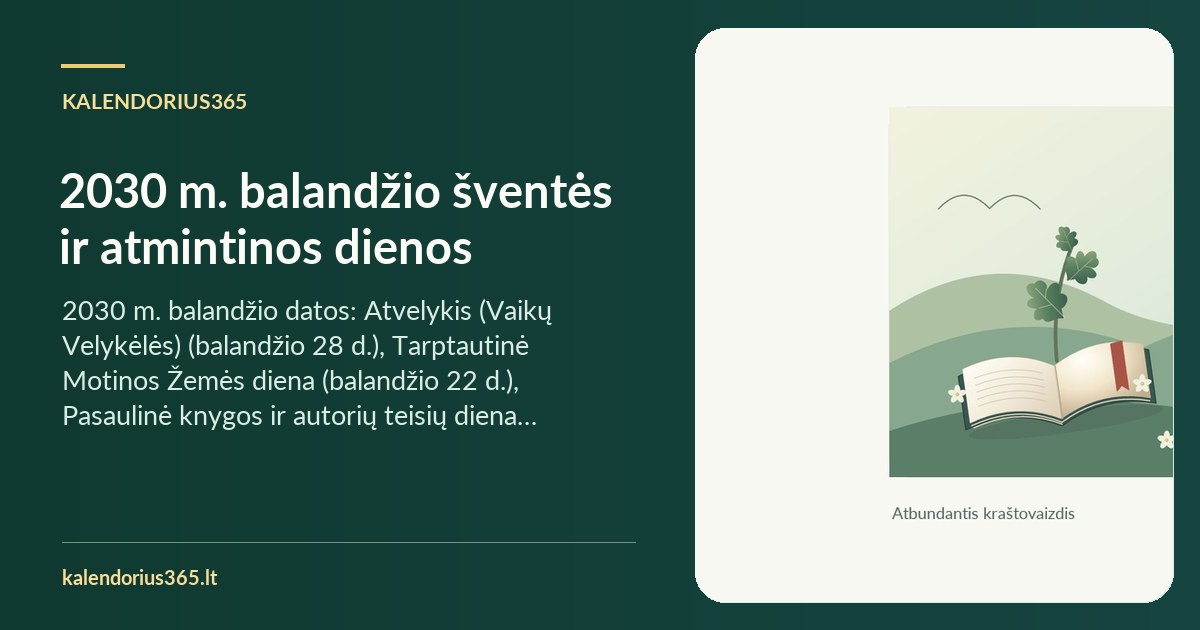 KALENDORIUS365
2030 m. balandžio šventės
ir atmintinos dienos
2030 m. balandžio datos: Atvelykis (Vaikų
Velykėlės) (balandžio 28 d.), Tarptautinė
Motinos Žemės diena (balandžio 22 d.),
Pasaulinė knygos ir autorių teisių diena...
kalendorius365.lt
Atbundantis kraštovaizdis